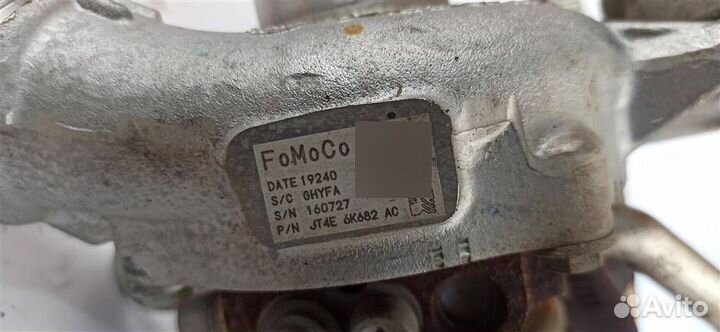 FoMoCo
DATE 19240
S/C GHYFA
S/N 160727
P/N JT4E 6K682 AC
Avito